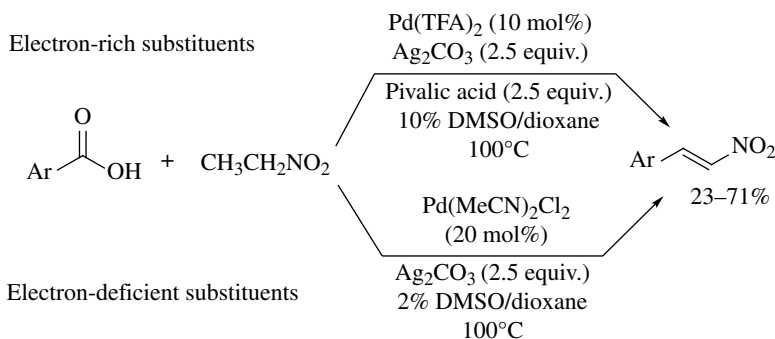 Electron-rich substituents
Pd(TFA)₂ (10 mol%)
Ag₂CO₃ (2.5 equiv.)
Pivalic acid (2.5 equiv.)
10% DMSO/dioxane
100°C
O
Ar
OH
+
CH₃CH₂NO₂
Ar
NO₂
23–71%
Pd(MeCN)₂Cl₂
(20 mol%)
Ag₂CO₃ (2.5 equiv.)
2% DMSO/dioxane
100°C
Electron-deficient substituents